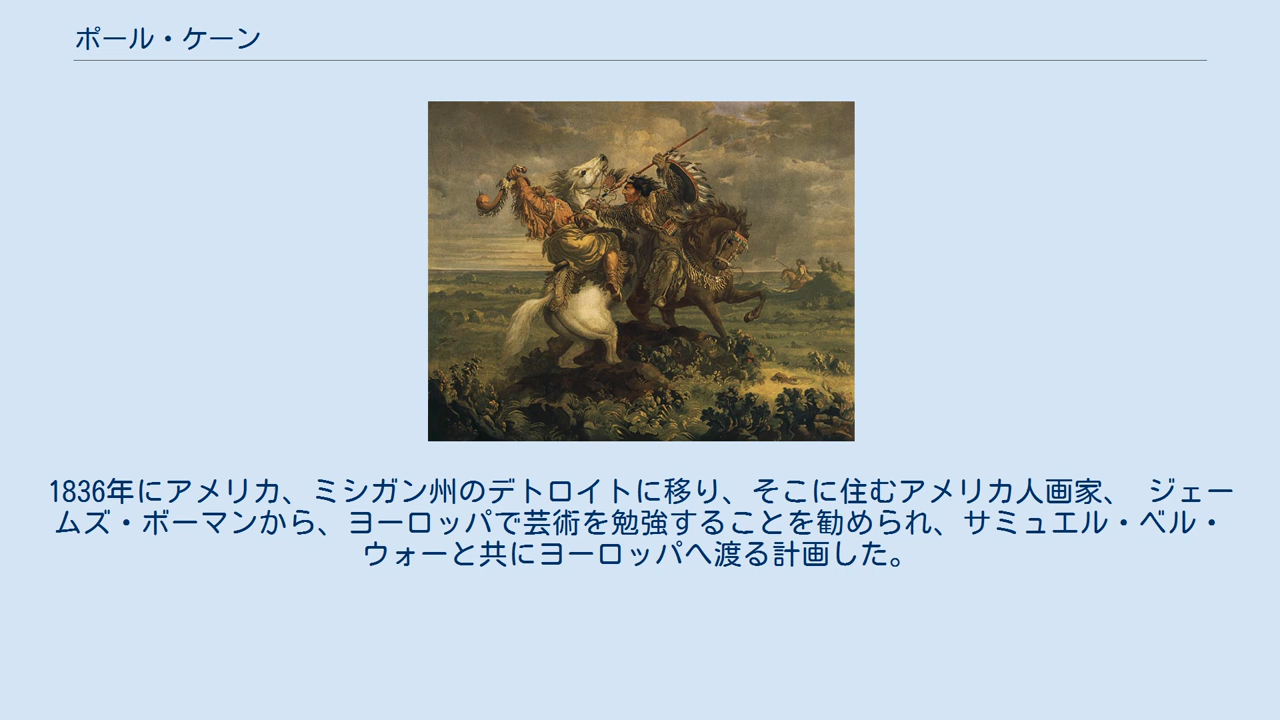 ポール・ケーン
1836年にアメリカ、ミシガン州のデトロイトに移り、そこに住むアメリカ人画家、 ジェー
ムズ・ボーマンから、ヨーロッパで芸術を勉強することを勧められ、サミュエル・ベル・
ウォーと共にヨーロッパへ渡る計画した。